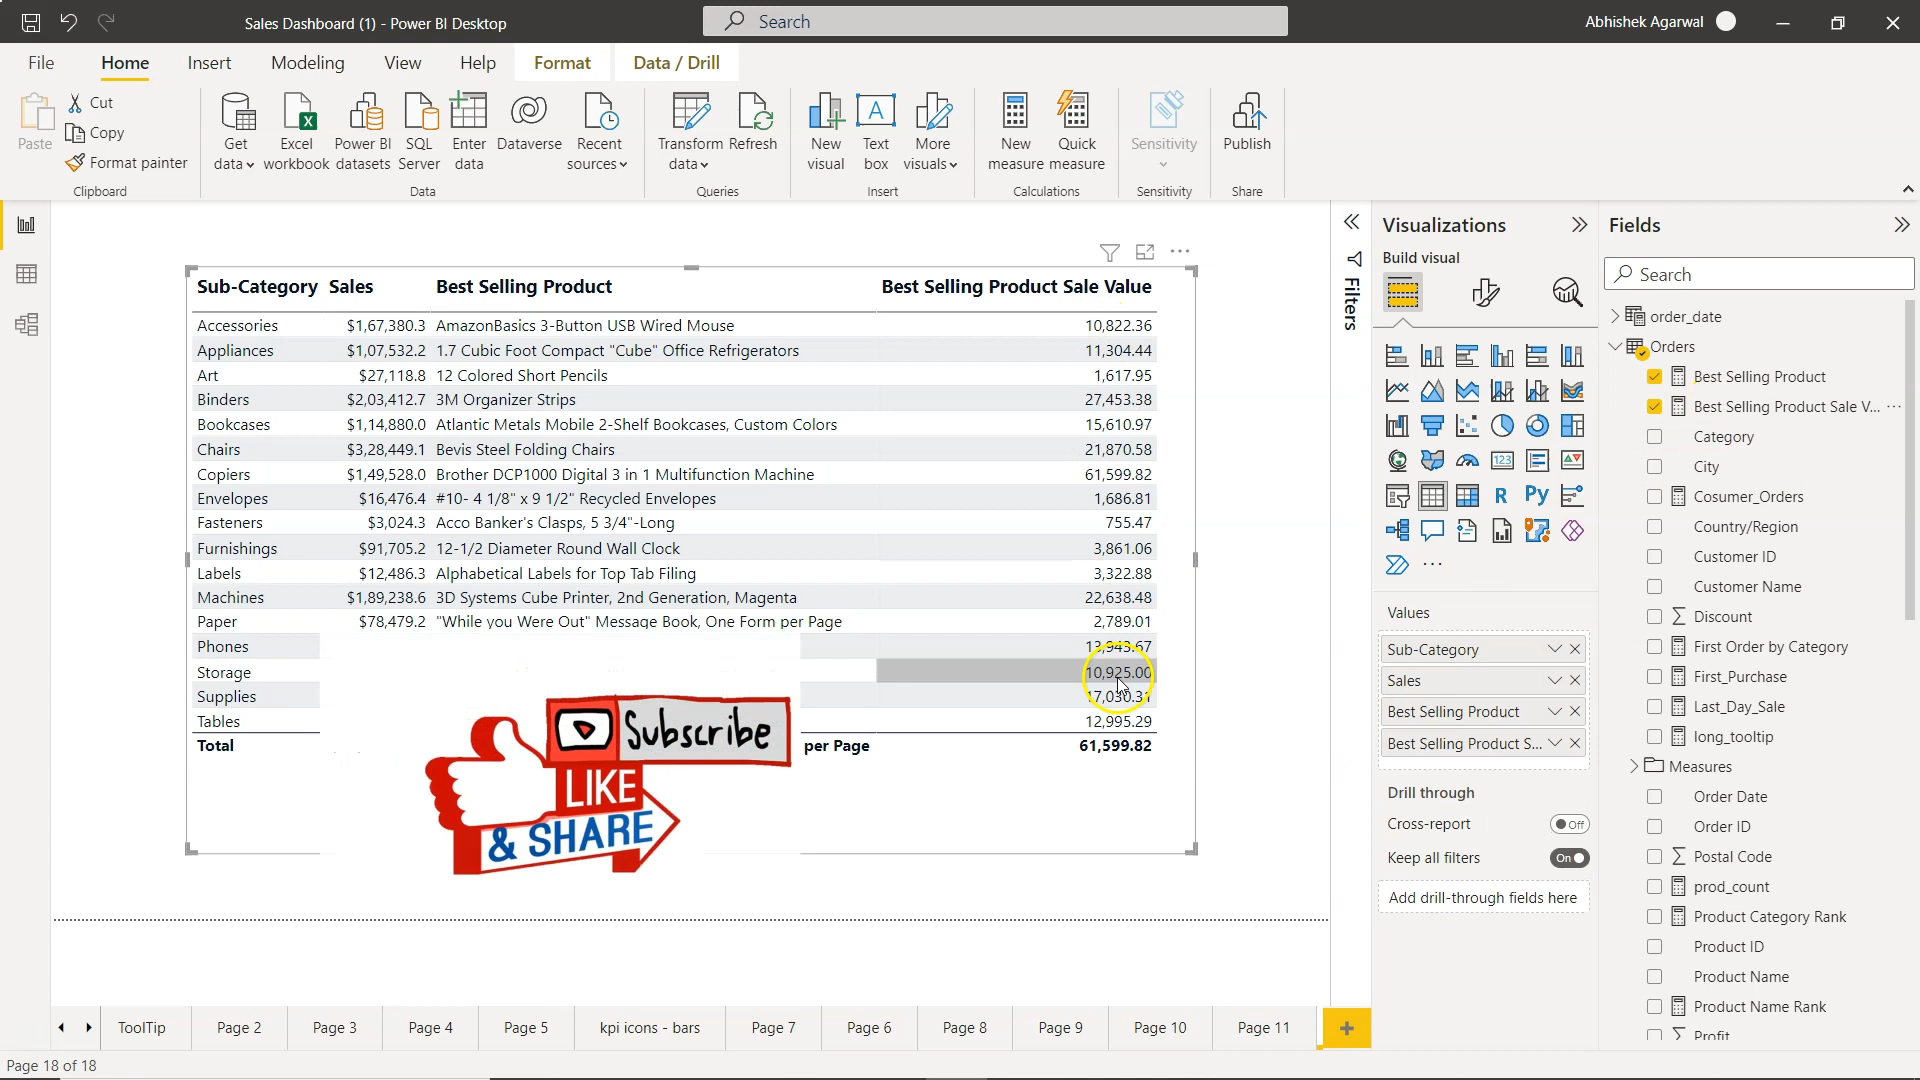 Sales Dashboard (1) - Power BI Desktop
Search
Abhishek Agarwal
File Home Insert Modeling View Help Format Data / Drill
Paste
Cut
Copy
Format painter
Clipboard
Get data
Excel workbook
Power BI datasets
SQL Server
Enter data
Dataverse
Recent sources
Data
Transform data
Refresh
Queries
New visual
Text box
More visuals
Insert
New measure
Quick measure
Calculations
Sensitivity
Sensitivity
Publish
Share
Sub-Category Sales Best Selling Product Best Selling Product Sale Value
Accessories $1,67,380.3 AmazonBasics 3-Button USB Wired Mouse 10,822.36
Appliances $1,07,532.2 1.7 Cubic Foot Compact "Cube" Office Refrigerators 11,304.44
Art $27,118.8 12 Colored Short Pencils 1,617.95
Binders $2,03,412.7 3M Organizer Strips 27,453.38
Bookcases $1,14,880.0 Atlantic Metals Mobile 2-Shelf Bookcases, Custom Colors 15,610.97
Chairs $3,28,449.1 Bevis Steel Folding Chairs 21,870.58
Copiers $1,49,528.0 Brother DCP1000 Digital 3 in 1 Multifunction Machine 61,599.82
Envelopes $16,476.4 #10- 4 1/8" x 9 1/2" Recycled Envelopes 1,686.81
Fasteners $3,024.3 Acco Banker's Clasps, 5 3/4"-Long 755.47
Furnishings $91,705.2 12-1/2 Diameter Round Wall Clock 3,861.06
Labels $12,486.3 Alphabetical Labels for Top Tab Filing 3,322.88
Machines $1,89,238.6 3D Systems Cube Printer, 2nd Generation, Magenta 22,638.48
Paper $78,479.2 "While you Were Out" Message Book, One Form per Page 2,789.01
Phones 13,943.67
Storage 10,925.00
Supplies 17,030.31
Tables 12,995.29
Total per Page 61,599.82
Subscribe
LIKE
& SHARE
Filters
Visualizations
Build visual
123
R Py
Values
Sub-Category
Sales
Best Selling Product
Best Selling Product S...
Drill through
Cross-report Off
Keep all filters On
Add drill-through fields here
Fields
Search
order_date
Orders
Best Selling Product
Best Selling Product Sale V...
Category
City
Cosumer_Orders
Country/Region
Customer ID
Customer Name
Discount
First Order by Category
First_Purchase
Last_Day_Sale
long_tooltip
Measures
Order Date
Order ID
Postal Code
prod_count
Product Category Rank
Product ID
Product Name
Product Name Rank
Profit
ToolTip Page 2 Page 3 Page 4 Page 5 kpi icons - bars Page 7 Page 6 Page 8 Page 9 Page 10 Page 11
Page 18 of 18